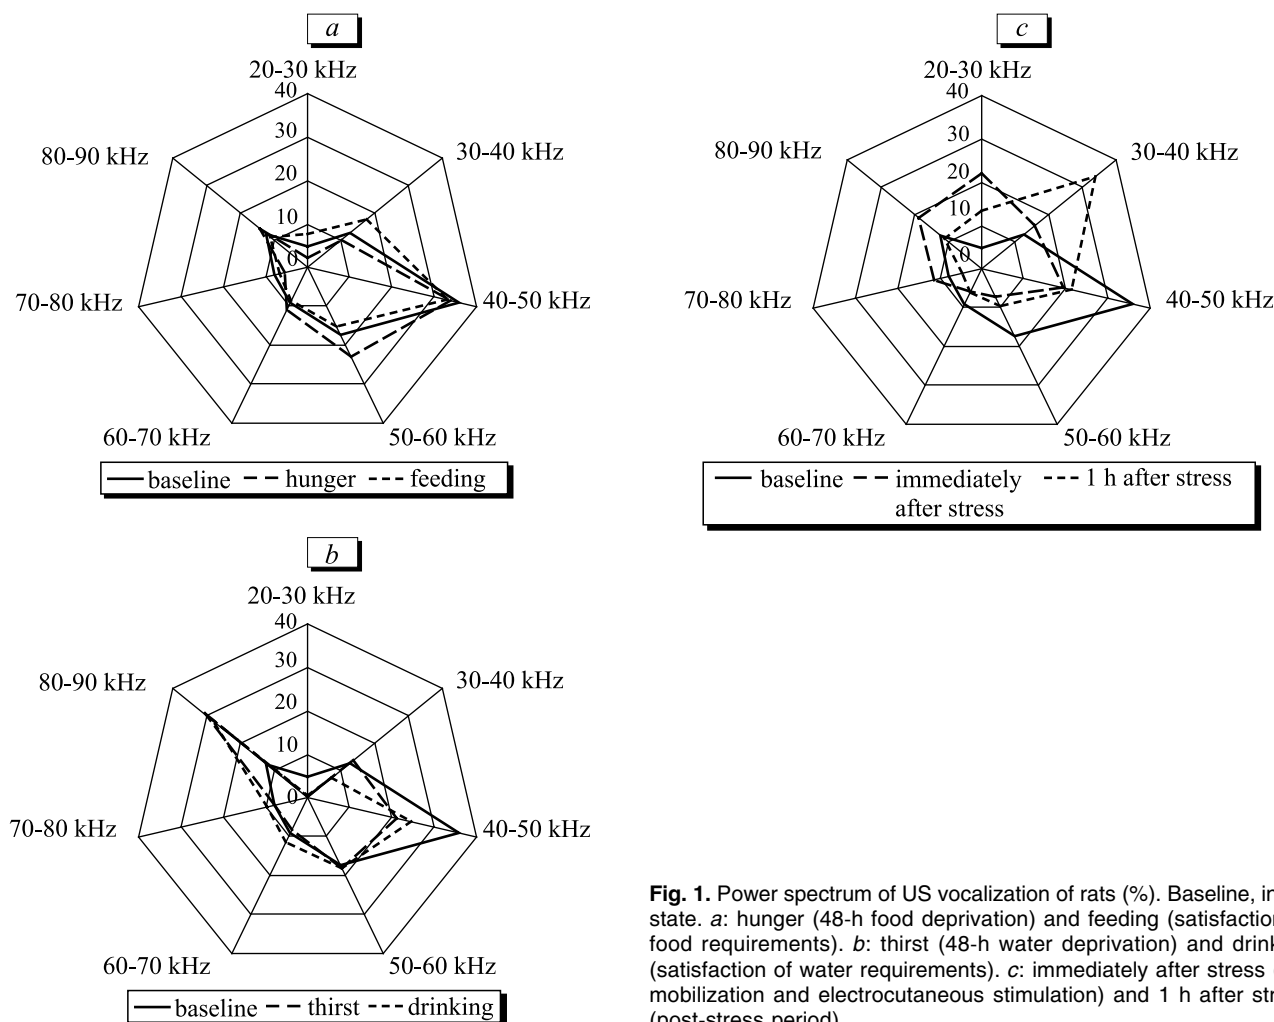 a
20-30 kHz
40
30
20
10
0
30-40 kHz
40-50 kHz
50-60 kHz
60-70 kHz
70-80 kHz
80-90 kHz
baseline hunger feeding
b
20-30 kHz
40
30
20
10
0
30-40 kHz
40-50 kHz
50-60 kHz
60-70 kHz
70-80 kHz
80-90 kHz
baseline thirst drinking
c
20-30 kHz
40
30
20
10
0
30-40 kHz
40-50 kHz
50-60 kHz
60-70 kHz
70-80 kHz
80-90 kHz
baseline immediately 1 h after stress
after stress
Fig. 1. Power spectrum of US vocalization of rats (%). Baseline, in
state. a: hunger (48-h food deprivation) and feeding (satisfaction
food requirements). b: thirst (48-h water deprivation) and drink
(satisfaction of water requirements). c: immediately after stress (
mobilization and electrocutaneous stimulation) and 1 h after str
(post-stress period).